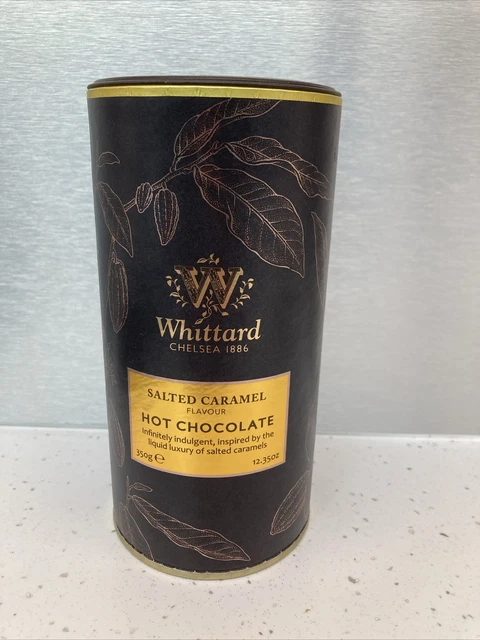 W
Whittard
CHELSEA 1886
SALTED CARAMEL
FLAVOUR
HOT CHOCOLATE
Infinitely indulgent, inspired by the
liquid luxury of salted caramels
350g ℮ 12.35oz